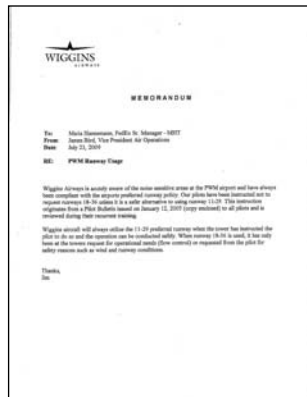 WIGGINS
AIRWAYS
MEMORANDUM
To: Maria Hannemann, FedEx Sr. Manager - MHT
From: James Bird, Vice President Air Operations
Date: July 21, 2005
RE: PWM Runway Usage
Wiggins Airways is acutely aware of the noise sensitive areas at the PWM airport and have always
been compliant with the airports preferred runway policy. Our pilots have been instructed not to
request runways 18-36 unless it is a safer alternative to using runway 11-29. This instruction
originates from a Pilot Bulletin issued on January 12, 2005 (copy enclosed) to all pilots and is
reviewed during their recurrent training.
Wiggins aircraft will always utilize the 11-29 preferred runway when the tower has instructed the
pilot to do so and the operation can be conducted safely. When runway 18-36 is used, it has only
been at the towers request for operational needs (flow control) or requested from the pilot for
safety reasons such as wind and runway conditions.
Thanks,
Jim